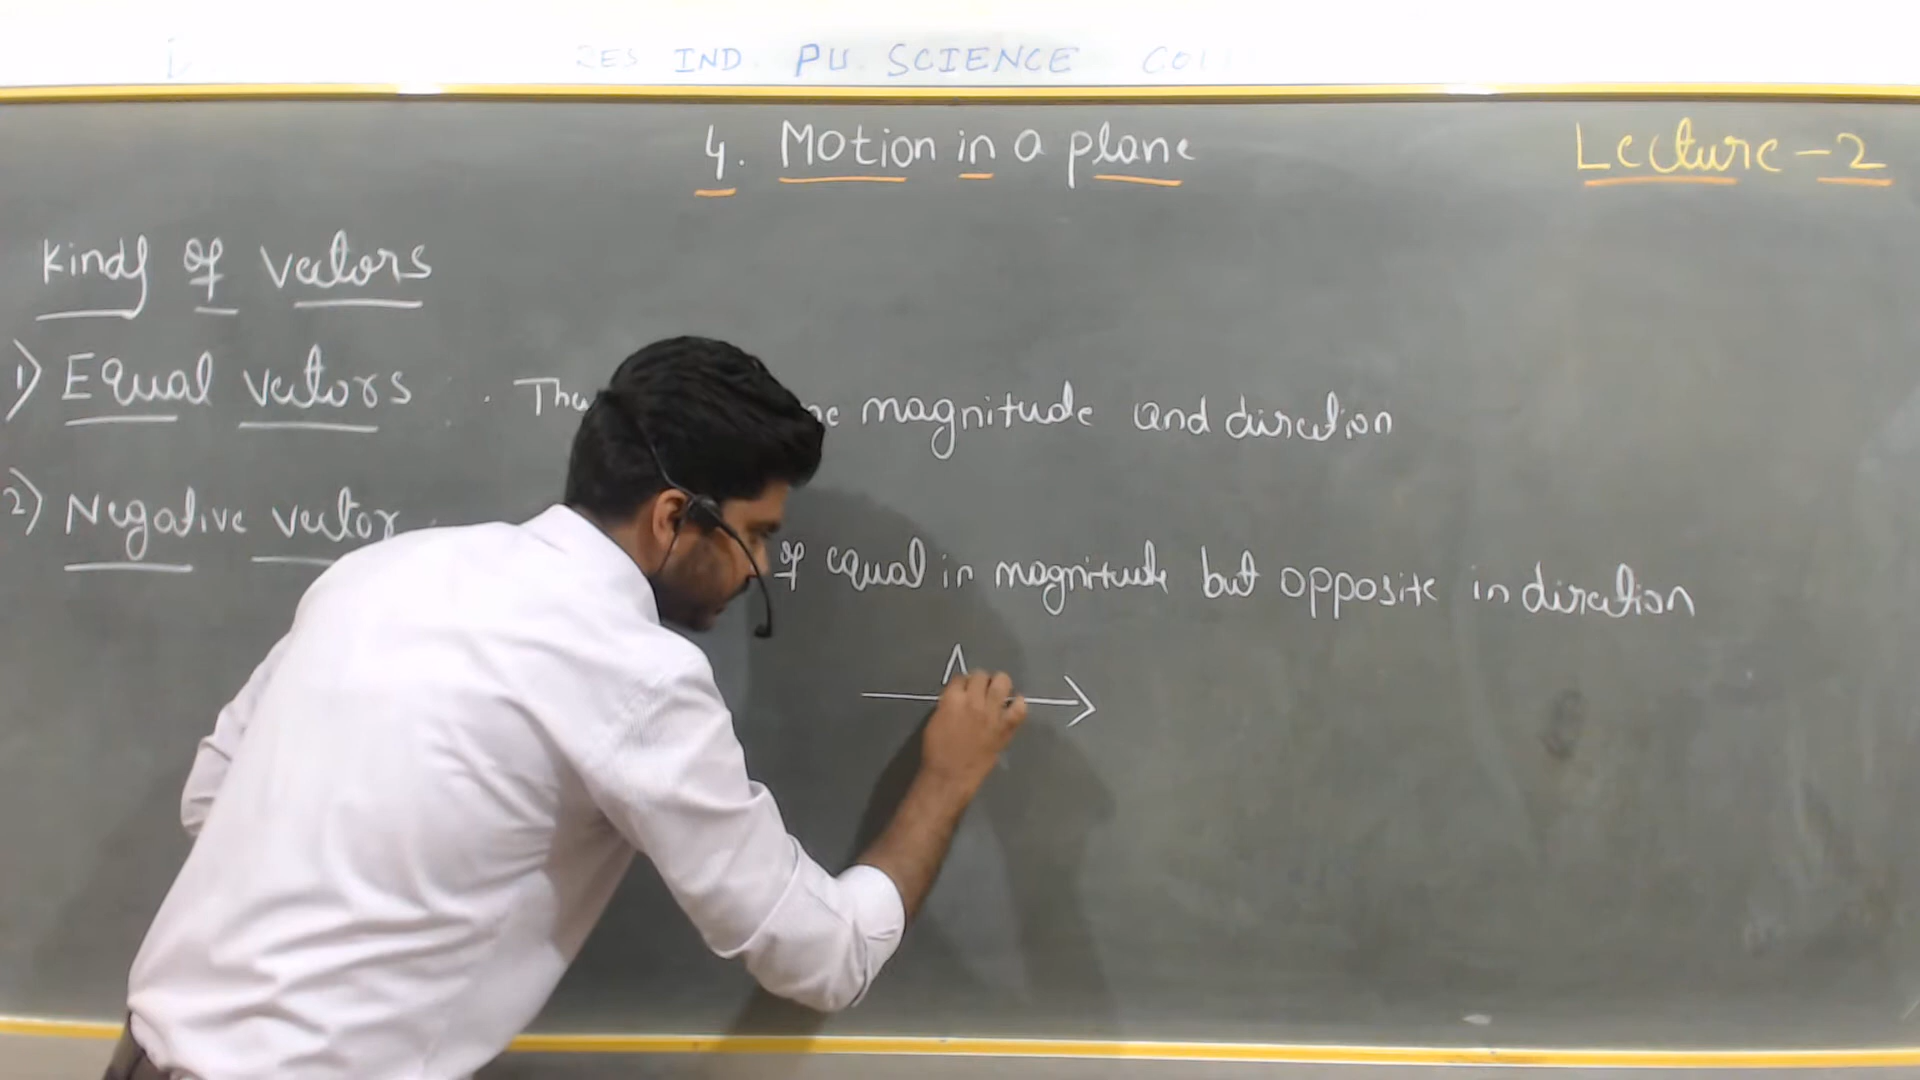 IND. PU. SCIENCE
4. Motion in a plane
Lecture-2
Kinds of vectors
1) Equal vectors magnitude and direction
2) Negative vector of equal in magnitude but opposite in direction
A